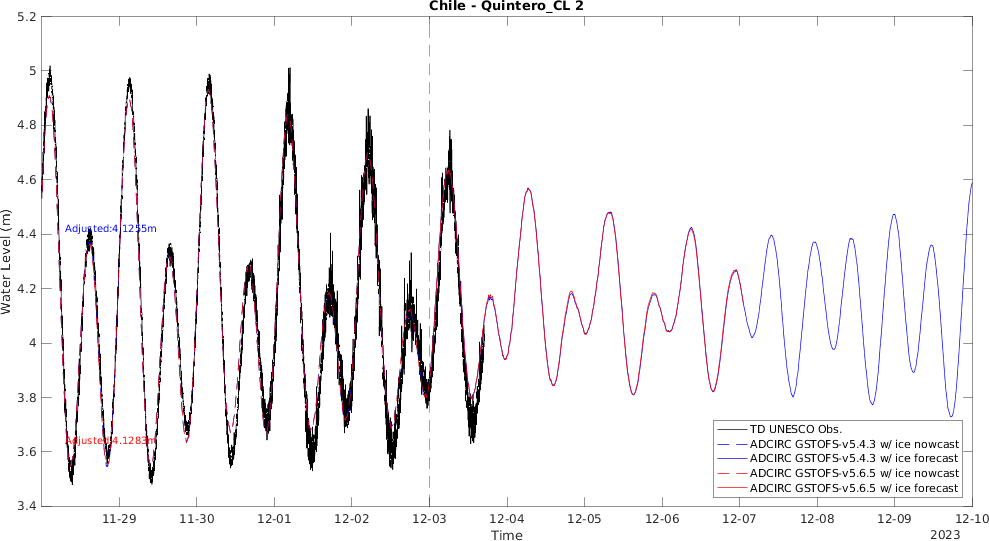 Chile - Quintero_CL 2
5.2
5
4.8
4.6
4.4
4.2
4
3.8
3.6
3.4
Water Level (m)
Adjusted:4.1255m
Adjusted:4.1283m
TD UNESCO Obs.
ADCIRC GSTOFS-v5.4.3 w/ ice nowcast
ADCIRC GSTOFS-v5.4.3 w/ ice forecast
ADCIRC GSTOFS-v5.6.5 w/ ice nowcast
ADCIRC GSTOFS-v5.6.5 w/ ice forecast
11-29 11-30 12-01 12-02 12-03 12-04 12-05 12-06 12-07 12-08 12-09 12-10
Time 2023